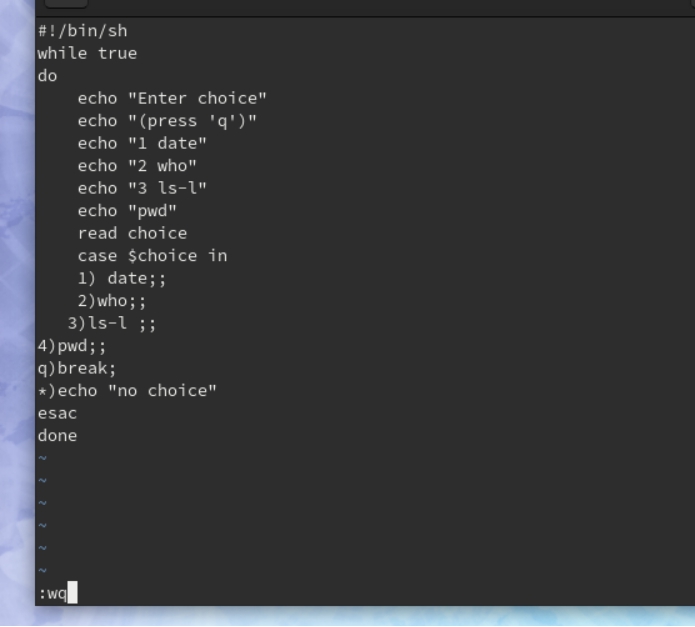 #!/bin/sh
while true
do
    echo "Enter choice"
    echo "(press 'q')"
    echo "1 date"
    echo "2 who"
    echo "3 ls-l"
    echo "pwd"
    read choice
    case $choice in
    1) date;;
    2)who;;
   3)ls-l ;;
4)pwd;;
q)break;
*)echo "no choice"
esac
done
~
~
~
~
~
~
:wq